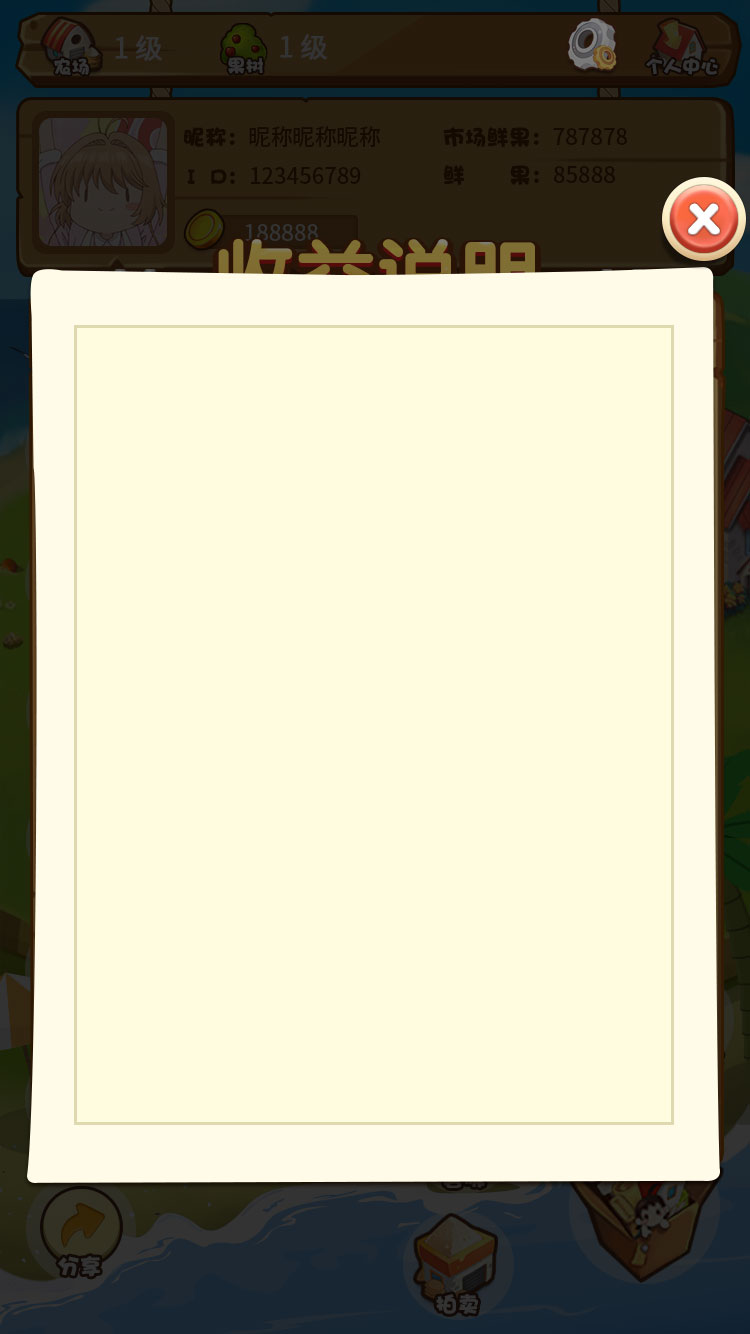 农场 1 级 果树 1 级 个人中心
昵称： 昵称昵称昵称 市场鲜果： 787878
I D： 123456789 鲜 果： 85888
188888
收益说明
分享
拍卖